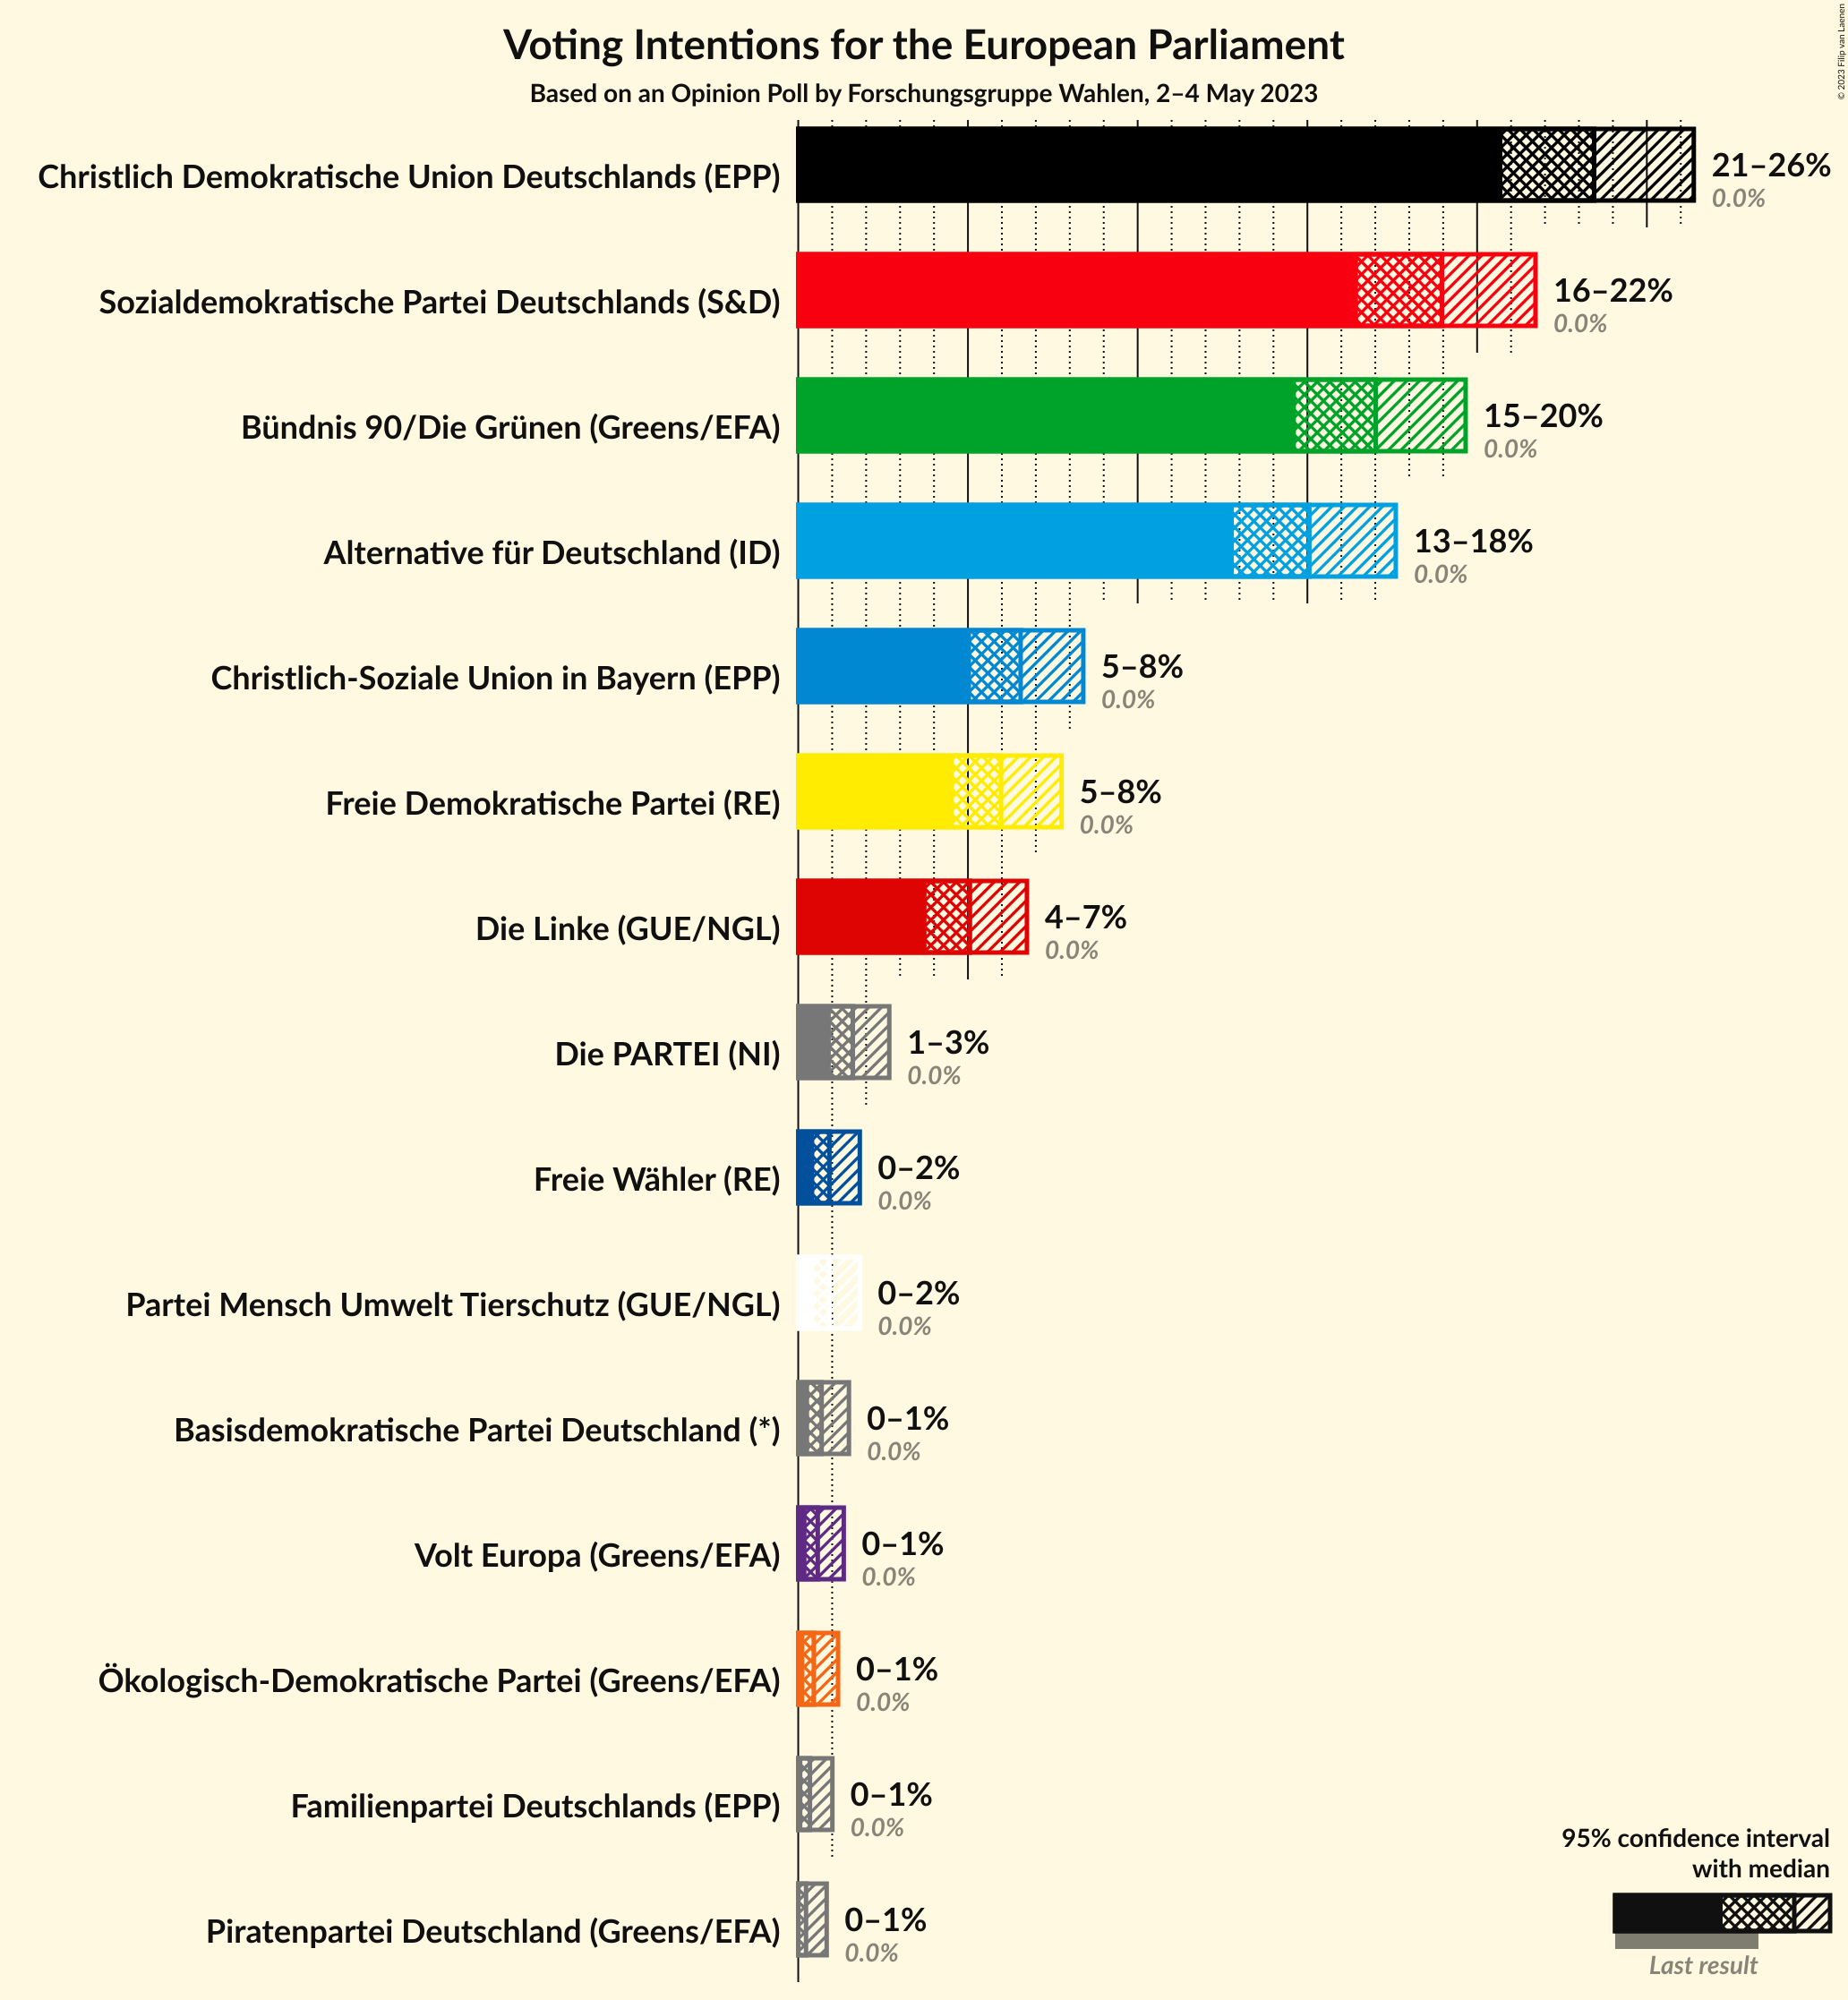 Voting Intentions for the European Parliament
Based on an Opinion Poll by Forschungsgruppe Wahlen, 2–4 May 2023
© 2023 Filip van Laenen
Christlich Demokratische Union Deutschlands (EPP)
21–26%
0.0%
Sozialdemokratische Partei Deutschlands (S&D)
16–22%
0.0%
Bündnis 90/Die Grünen (Greens/EFA)
15–20%
0.0%
Alternative für Deutschland (ID)
13–18%
0.0%
Christlich-Soziale Union in Bayern (EPP)
5–8%
0.0%
Freie Demokratische Partei (RE)
5–8%
0.0%
Die Linke (GUE/NGL)
4–7%
0.0%
Die PARTEI (NI)
1–3%
0.0%
Freie Wähler (RE)
0–2%
0.0%
Partei Mensch Umwelt Tierschutz (GUE/NGL)
0–2%
0.0%
Basisdemokratische Partei Deutschland (*)
0–1%
0.0%
Volt Europa (Greens/EFA)
0–1%
0.0%
Ökologisch-Demokratische Partei (Greens/EFA)
0–1%
0.0%
Familienpartei Deutschlands (EPP)
0–1%
0.0%
Piratenpartei Deutschland (Greens/EFA)
0–1%
0.0%
95% confidence interval
with median
Last result